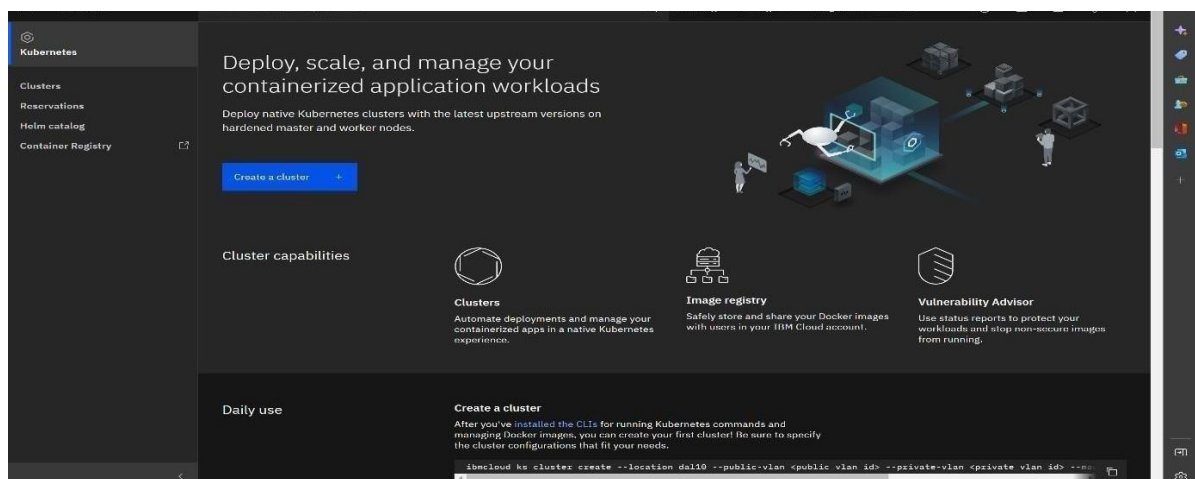 Kubernetes
Clusters
Reservations
Helm catalog
Container Registry
Deploy, scale, and manage your
containerized application workloads
Deploy native Kubernetes clusters with the latest upstream versions on
hardened master and worker nodes.
Create a cluster +
Cluster capabilities
Clusters
Automate deployments and manage your
containerized apps in a native Kubernetes
experience.
Image registry
Safely store and share your Docker images
with users in your IBM Cloud account.
Vulnerability Advisor
Use status reports to protect your
workloads and stop non-secure images
from running.
Daily use
Create a cluster
After you've installed the CLIs for running Kubernetes commands and
managing Docker images, you can create your first cluster! Be sure to specify
the cluster configurations that fit your needs.
ibmcloud ks cluster create --location dal10 --public-vlan <public vlan id> --private-vlan <private vlan id>